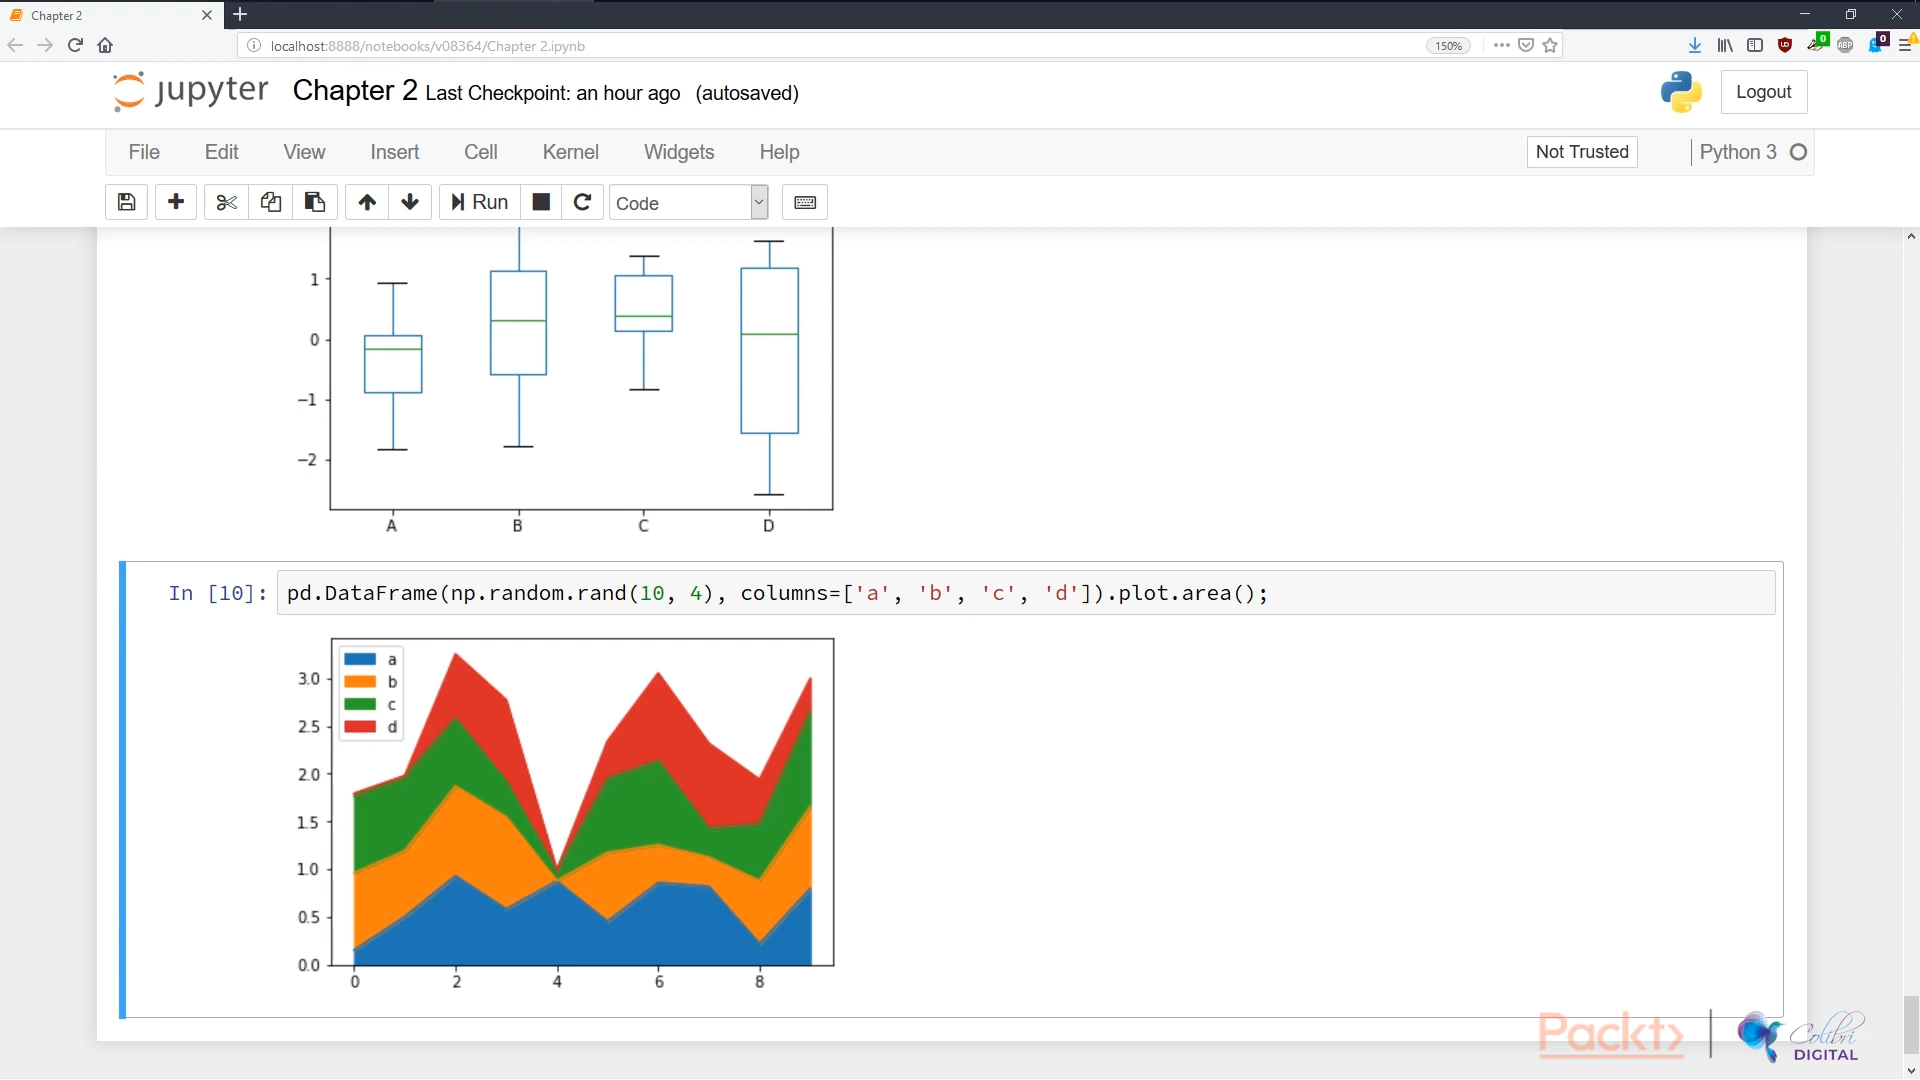 Chapter 2
localhost:8888/notebooks/v08364/Chapter 2.ipynb
150%
0
ABP
0
jupyter Chapter 2 Last Checkpoint: an hour ago (autosaved)
Logout
File Edit View Insert Cell Kernel Widgets Help
Not Trusted
Python 3
Run
Code
1
0
−1
−2
A B C D
In [10]: pd.DataFrame(np.random.rand(10, 4), columns=['a', 'b', 'c', 'd']).plot.area();
a
b
c
d
3.0
2.5
2.0
1.5
1.0
0.5
0.0
0 2 4 6 8
Packt
Colibri
DIGITAL